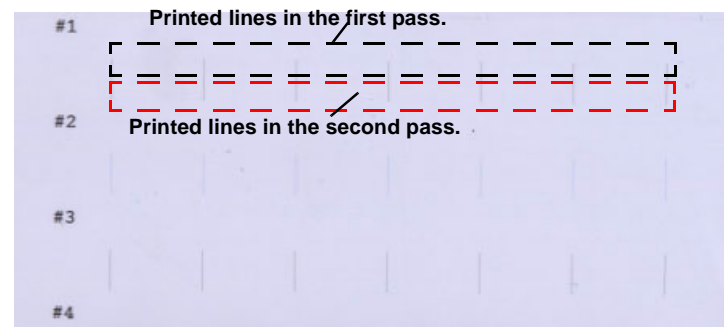 Printed lines in the first pass.
#1
#2
Printed lines in the second pass.
#3
#4